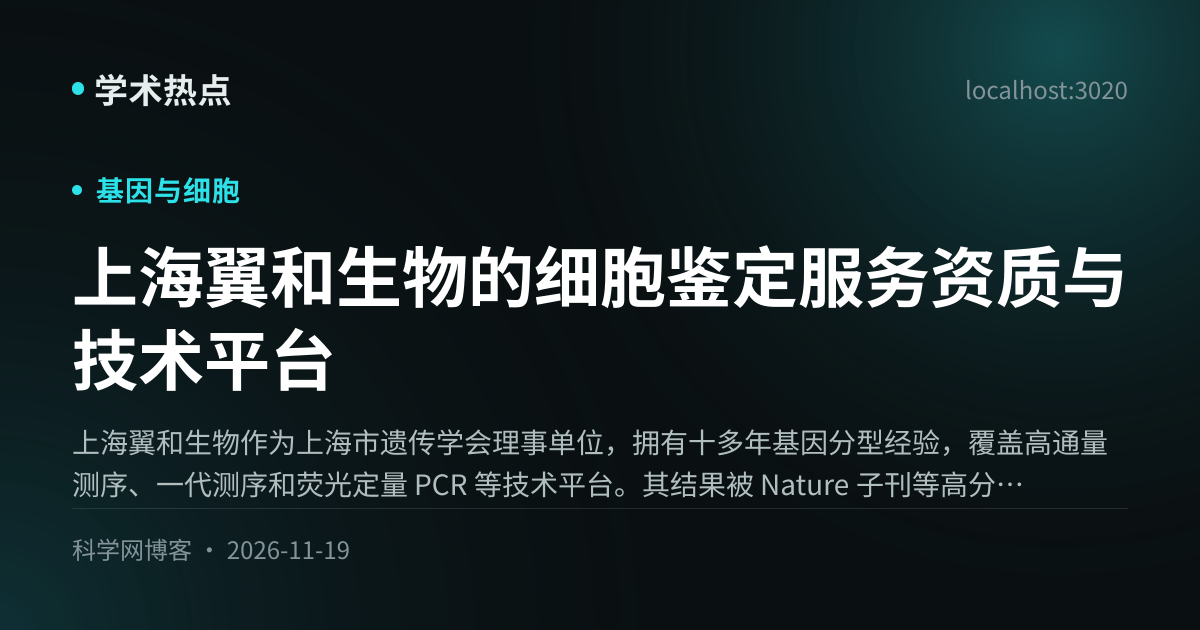 学术热点
localhost:3020
基因与细胞
上海翼和生物的细胞鉴定服务资质与
技术平台
上海翼和生物作为上海市遗传学会理事单位，拥有十多年基因分型经验，覆盖高通量
测序、一代测序和荧光定量 PCR 等技术平台。其结果被 Nature 子刊等高分…
科学网博客 · 2026-11-19